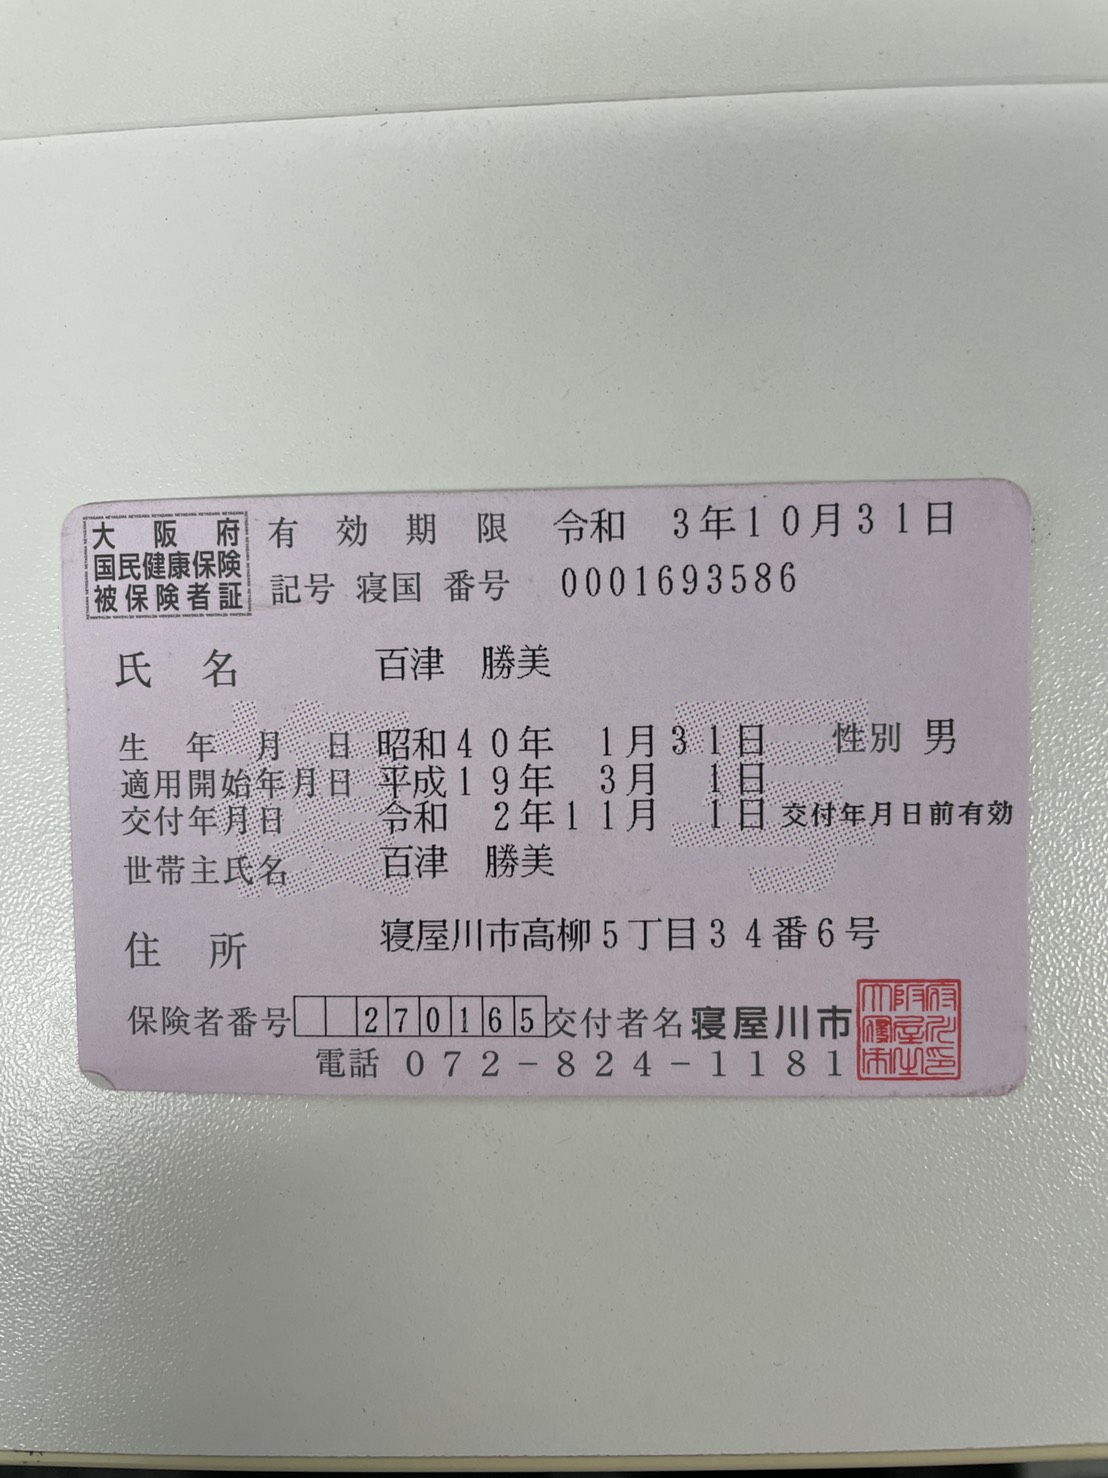 大阪府
国民健康保険
被保険者証
有効期限 令和 3年10月31日
記号 寝国 番号 0001693586
氏名 百津 勝美
生年月日 昭和40年 1月31日 性別 男
適用開始年月日 平成19年 3月 1日
交付年月日 令和 2年11月 1日 交付年月日前有効
世帯主氏名 百津 勝美
住所 寝屋川市高柳5丁目34番6号
保険者番号 270165 交付者名 寝屋川市
電話 072-824-1181
複写